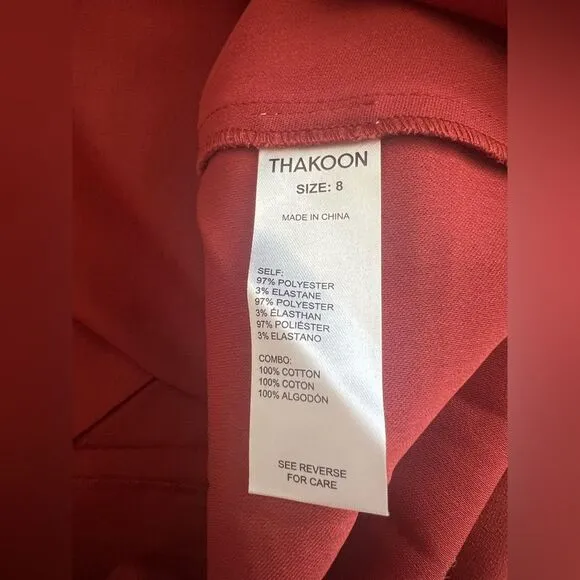 THAKOON
SIZE: 8
MADE IN CHINA
SELF:
97% POLYESTER
3% ELASTANE
97% POLYESTER
3% ÉLASTHAN
97% POLIÉSTER
3% ELASTANO
COMBO:
100% COTTON
100% COTON
100% ALGODÓN
SEE REVERSE
FOR CARE